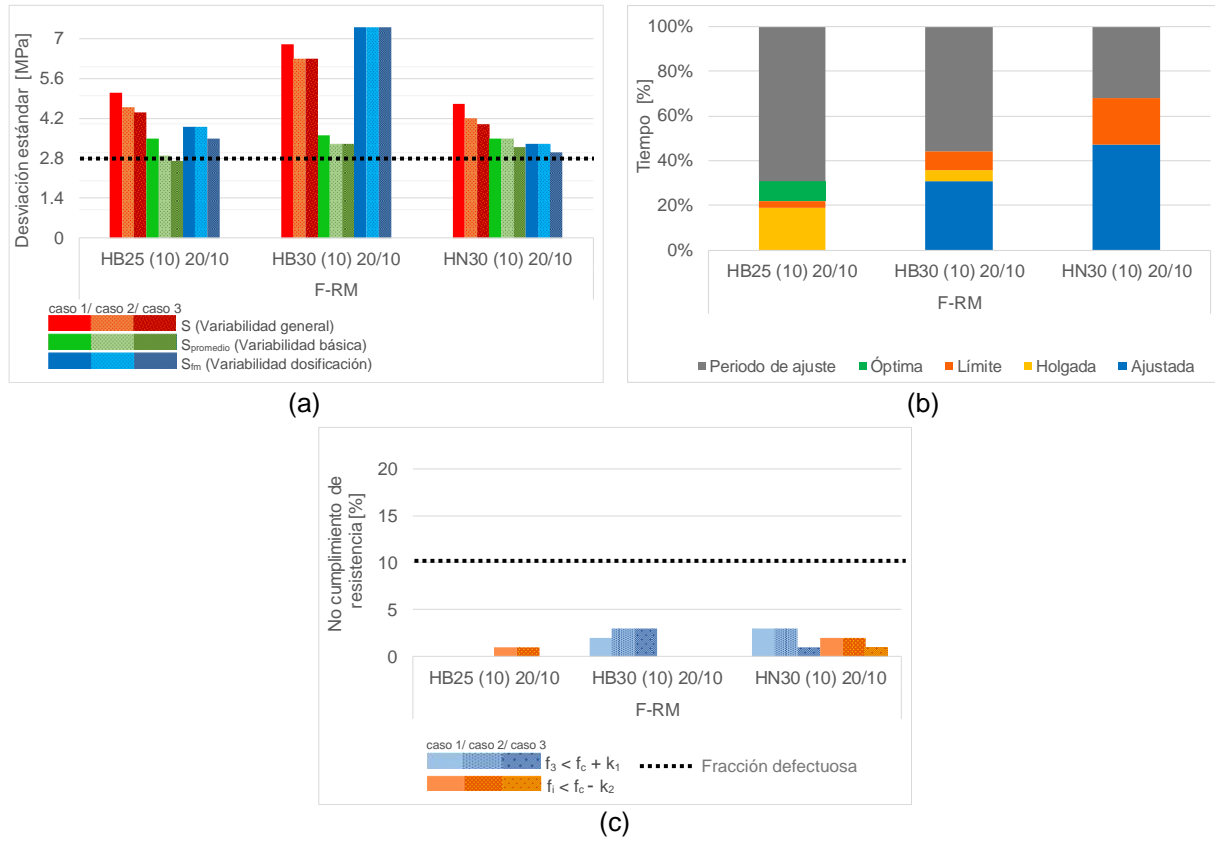 Desviación estándar [MPa]
7
5.6
4.2
2.8
1.4
0
HB25 (10) 20/10 HB30 (10) 20/10 HN30 (10) 20/10
F-RM
caso 1/ caso 2/ caso 3
S (Variabilidad general)
Spromedio (Variabilidad básica)
Sfm (Variabilidad dosificación)
(a)
Tiempo [%]
100%
80%
60%
40%
20%
0%
HB25 (10) 20/10 HB30 (10) 20/10 HN30 (10) 20/10
F-RM
Periodo de ajuste Óptima Límite Holgada Ajustada
(b)
No cumplimiento de
resistencia [%]
20
15
10
5
0
HB25 (10) 20/10 HB30 (10) 20/10 HN30 (10) 20/10
F-RM
caso 1/ caso 2/ caso 3
f3 < fc + k1
fi < fc - k2
Fracción defectuosa
(c)